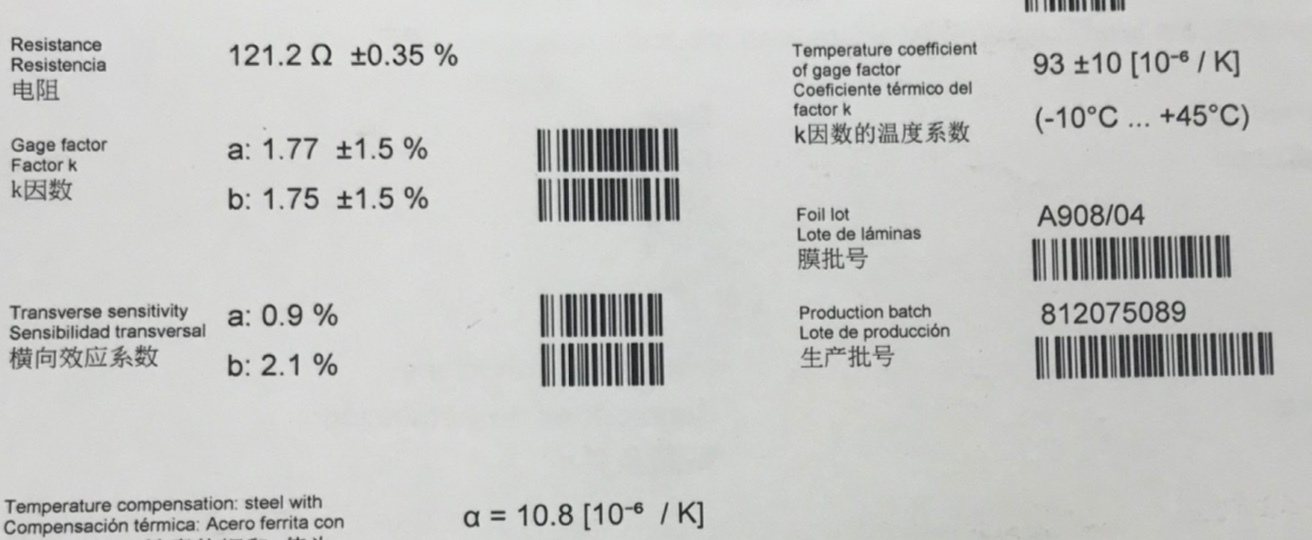 Resistance
Resistencia
电阻
121.2 Ω ±0.35 %
Gage factor
Factor k
k因数
a: 1.77 ±1.5 %
b: 1.75 ±1.5 %
Transverse sensitivity
Sensibilidad transversal
横向效应系数
a: 0.9 %
b: 2.1 %
Temperature coefficient
of gage factor
Coeficiente térmico del
factor k
k因数的温度系数
93 ±10 [10⁻⁶ / K]
(-10°C ... +45°C)
Foil lot
Lote de láminas
膜批号
A908/04
Production batch
Lote de producción
生产批号
812075089
Temperature compensation: steel with
Compensación térmica: Acero ferrita con
α = 10.8 [10⁻⁶ / K]